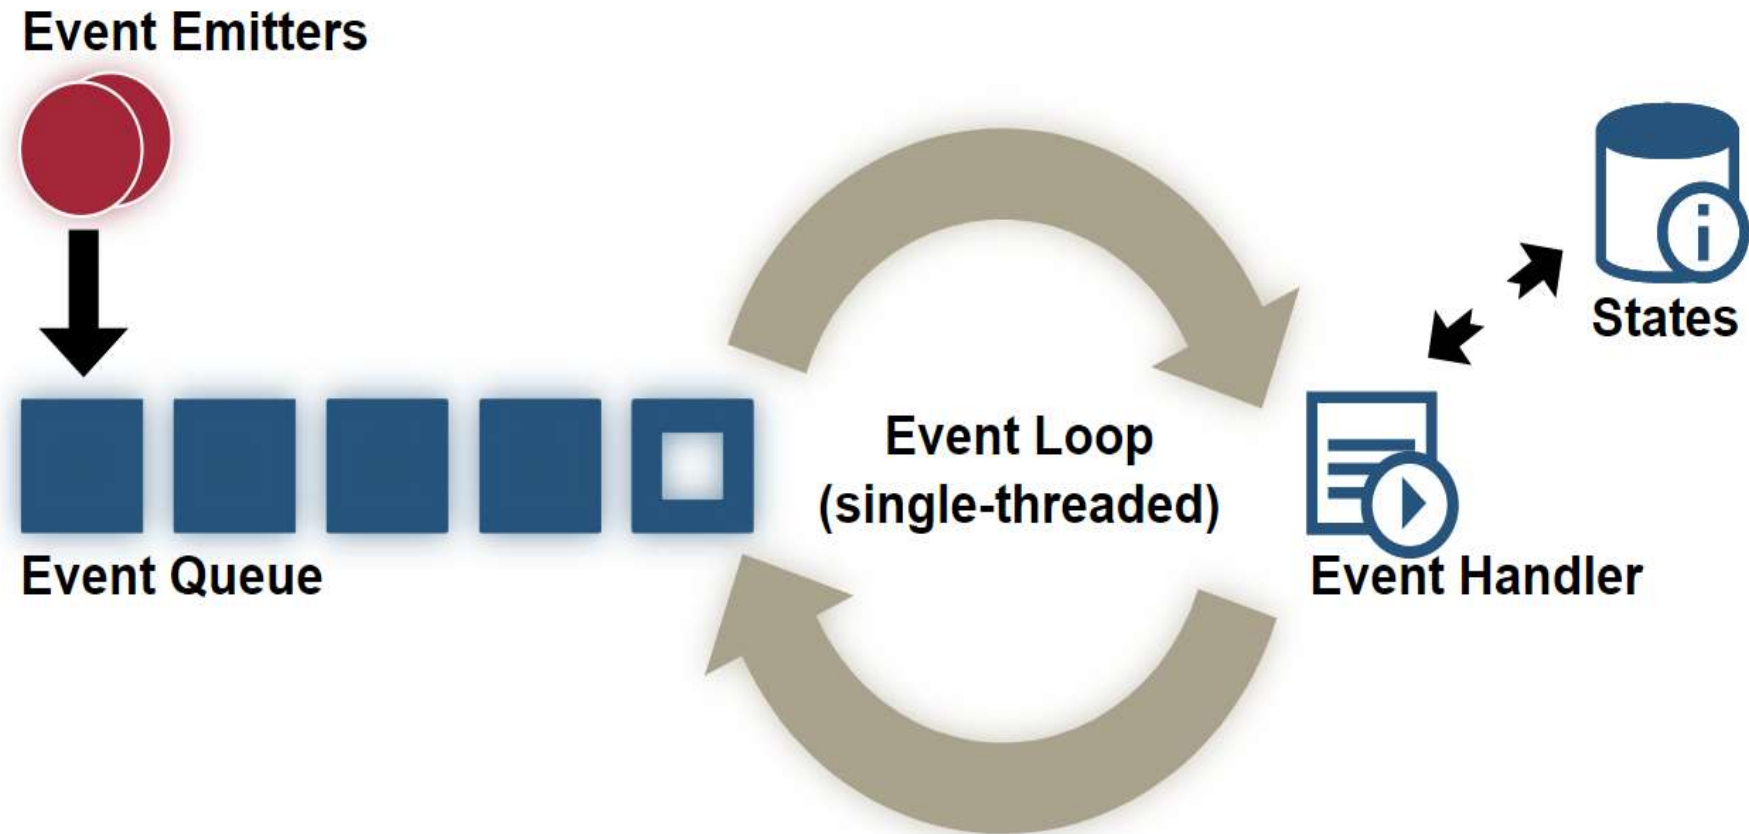 Event Emitters
States
Event Loop
(single-threaded)
Event Queue
Event Handler